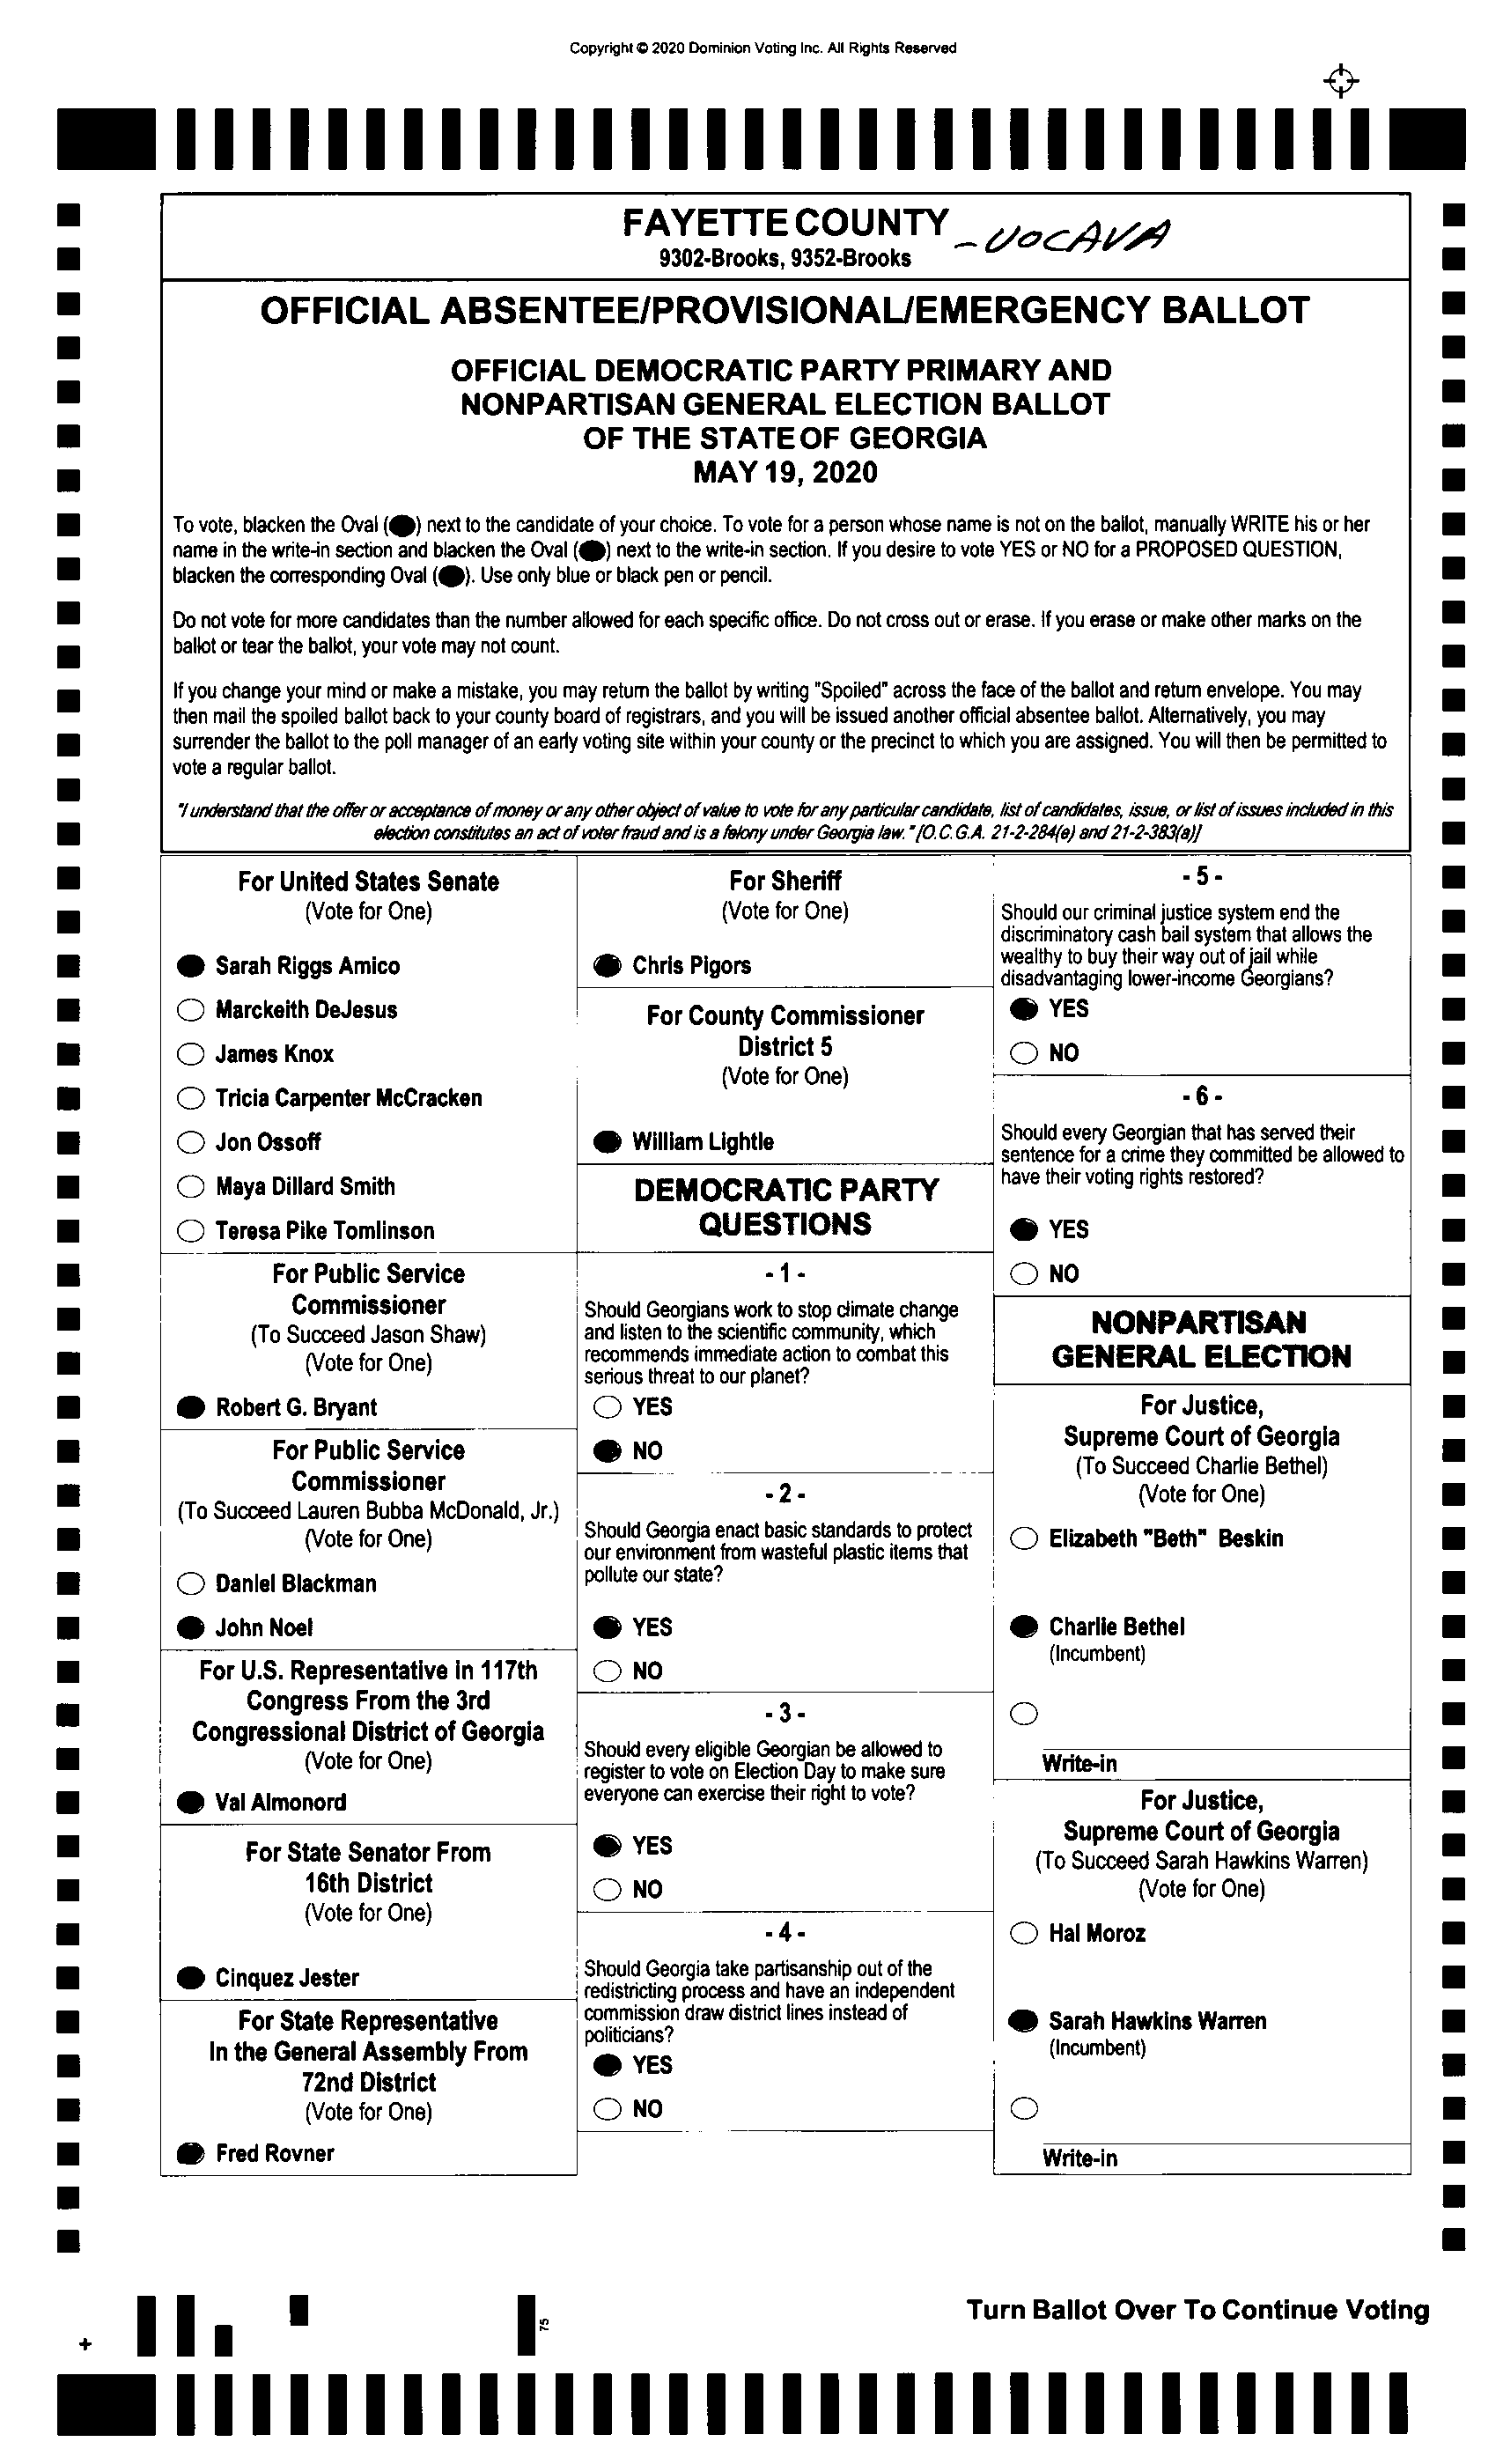 Copyright © 2020 Dominion Voting Inc. All Rights Reserved
FAYETTE COUNTY
- UOCAVA
9302-Brooks, 9352-Brooks
OFFICIAL ABSENTEE/PROVISIONAL/EMERGENCY BALLOT
OFFICIAL DEMOCRATIC PARTY PRIMARY AND
NONPARTISAN GENERAL ELECTION BALLOT
OF THE STATE OF GEORGIA
MAY 19, 2020
To vote, blacken the Oval ( ) next to the candidate of your choice. To vote for a person whose name is not on the ballot, manually WRITE his or her
name in the write-in section and blacken the Oval ( ) next to the write-in section. If you desire to vote YES or NO for a PROPOSED QUESTION,
blacken the corresponding Oval ( ). Use only blue or black pen or pencil.
Do not vote for more candidates than the number allowed for each specific office. Do not cross out or erase. If you erase or make other marks on the
ballot or tear the ballot, your vote may not count.
If you change your mind or make a mistake, you may return the ballot by writing "Spoiled" across the face of the ballot and return envelope. You may
then mail the spoiled ballot back to your county board of registrars, and you will be issued another official absentee ballot. Alternatively, you may
surrender the ballot to the poll manager of an early voting site within your county or the precinct to which you are assigned. You will then be permitted to
vote a regular ballot.
"I understand that the offer or acceptance of money or any other object of value to vote for any particular candidate, list of candidates, issue, or list of issues included in this
election constitutes an act of voter fraud and is a felony under Georgia law." [O.C.G.A. 21-2-284(e) and 21-2-383(a)]
For United States Senate
(Vote for One)
Sarah Riggs Amico
Marckeith DeJesus
James Knox
Tricia Carpenter McCracken
Jon Ossoff
Maya Dillard Smith
Teresa Pike Tomlinson
For Public Service
Commissioner
(To Succeed Jason Shaw)
(Vote for One)
Robert G. Bryant
For Public Service
Commissioner
(To Succeed Lauren Bubba McDonald, Jr.)
(Vote for One)
Daniel Blackman
John Noel
For U.S. Representative in 117th
Congress From the 3rd
Congressional District of Georgia
(Vote for One)
Val Almonord
For State Senator From
16th District
(Vote for One)
Cinquez Jester
For State Representative
In the General Assembly From
72nd District
(Vote for One)
Fred Rovner
For Sheriff
(Vote for One)
Chris Pigors
For County Commissioner
District 5
(Vote for One)
William Lightle
DEMOCRATIC PARTY
QUESTIONS
- 1 -
Should Georgians work to stop climate change
and listen to the scientific community, which
recommends immediate action to combat this
serious threat to our planet?
YES
NO
- 2 -
Should Georgia enact basic standards to protect
our environment from wasteful plastic items that
pollute our state?
YES
NO
- 3 -
Should every eligible Georgian be allowed to
register to vote on Election Day to make sure
everyone can exercise their right to vote?
YES
NO
- 4 -
Should Georgia take partisanship out of the
redistricting process and have an independent
commission draw district lines instead of
politicians?
YES
NO
- 5 -
Should our criminal justice system end the
discriminatory cash bail system that allows the
wealthy to buy their way out of jail while
disadvantaging lower-income Georgians?
YES
NO
- 6 -
Should every Georgian that has served their
sentence for a crime they committed be allowed to
have their voting rights restored?
YES
NO
NONPARTISAN
GENERAL ELECTION
For Justice,
Supreme Court of Georgia
(To Succeed Charlie Bethel)
(Vote for One)
Elizabeth "Beth" Beskin
Charlie Bethel
(Incumbent)
Write-in
For Justice,
Supreme Court of Georgia
(To Succeed Sarah Hawkins Warren)
(Vote for One)
Hal Moroz
Sarah Hawkins Warren
(Incumbent)
Write-in
Turn Ballot Over To Continue Voting
75